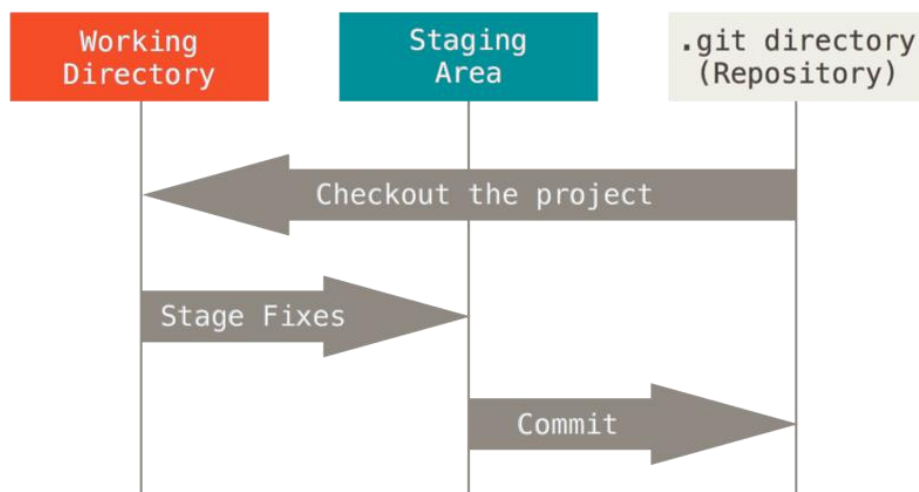 Working
Directory
Staging
Area
.git directory
(Repository)
Checkout the project
Stage Fixes
Commit